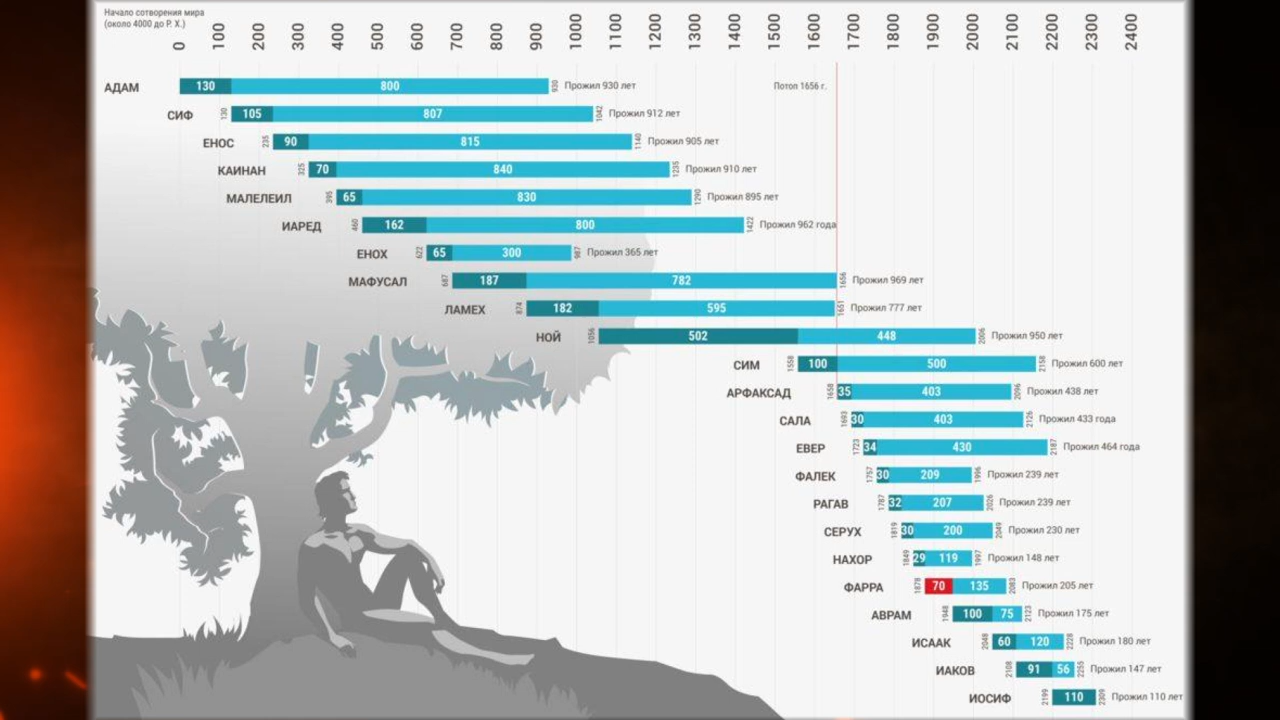 Начало сотворения мира
(около 4000 до Р. Х.)
0 100 200 300 400 500 600 700 800 900 1000 1100 1200 1300 1400 1500 1600 1700 1800 1900 2000 2100 2200 2300 2400
АДАМ 130 800 930 Прожил 930 лет Потоп 1656 г.
СИФ 130 105 807 1042 Прожил 912 лет
ЕНОС 235 90 815 1140 Прожил 905 лет
КАИНАН 325 70 840 1235 Прожил 910 лет
МАЛЕЛЕИЛ 395 65 830 1290 Прожил 895 лет
ИАРЕД 460 162 800 1422 Прожил 962 года
ЕНОХ 622 65 300 987 Прожил 365 лет
МАФУСАЛ 687 187 782 1656 Прожил 969 лет
ЛАМЕХ 874 182 595 1651 Прожил 777 лет
НОЙ 1056 502 448 2006 Прожил 950 лет
СИМ 1558 100 500 2158 Прожил 600 лет
АРФАКСАД 1658 35 403 2096 Прожил 438 лет
САЛА 1693 30 403 2126 Прожил 433 года
ЕВЕР 1723 34 430 2187 Прожил 464 года
ФАЛЕК 1757 30 209 1996 Прожил 239 лет
РАГАВ 1787 32 207 2026 Прожил 239 лет
СЕРУХ 1819 30 200 2049 Прожил 230 лет
НАХОР 1849 29 119 1997 Прожил 148 лет
ФАРРА 1878 70 135 2083 Прожил 205 лет
АВРАМ 1948 100 75 2123 Прожил 175 лет
ИСААК 2048 60 120 2228 Прожил 180 лет
ИАКОВ 2108 91 56 2255 Прожил 147 лет
ИОСИФ 2199 110 2309 Прожил 110 лет